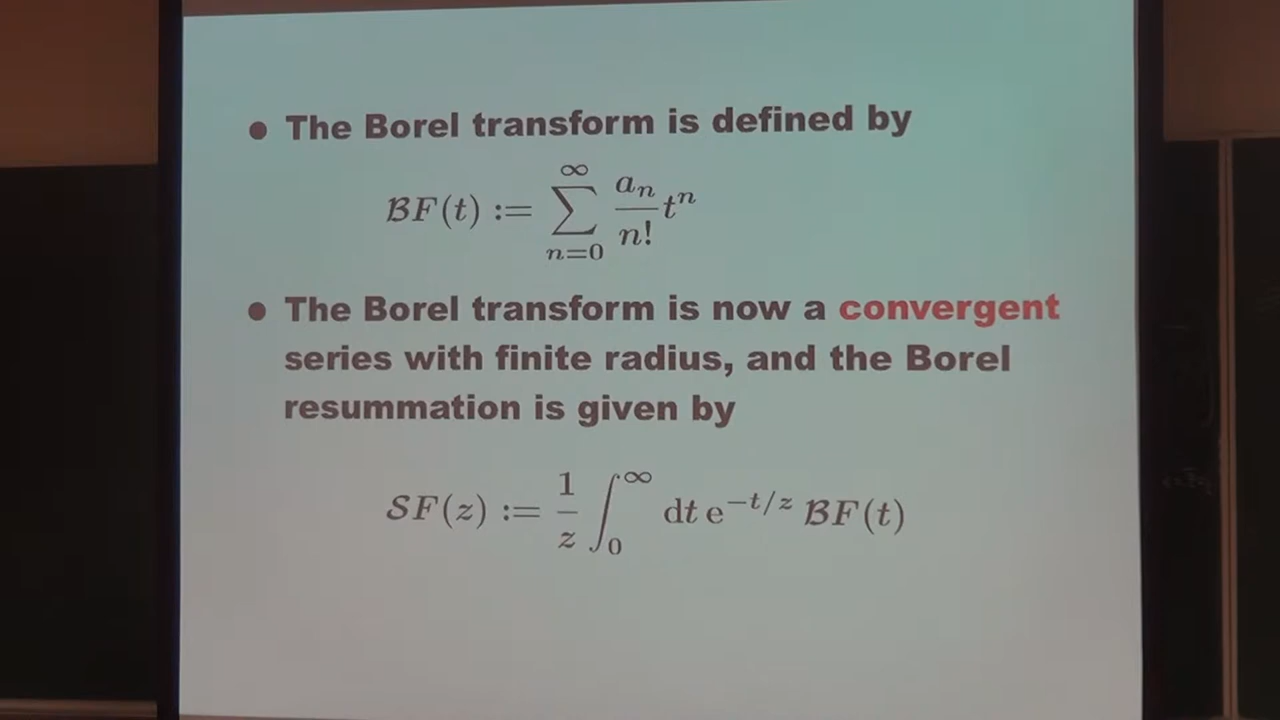 • The Borel transform is defined by
$\mathcal{B}F(t) := \sum_{n=0}^{\infty} \frac{a_n}{n!} t^n$
• The Borel transform is now a convergent
series with finite radius, and the Borel
resummation is given by
$\mathcal{S}F(z) := \frac{1}{z} \int_0^{\infty} \mathrm{d}t \, \mathrm{e}^{-t/z} \, \mathcal{B}F(t)$